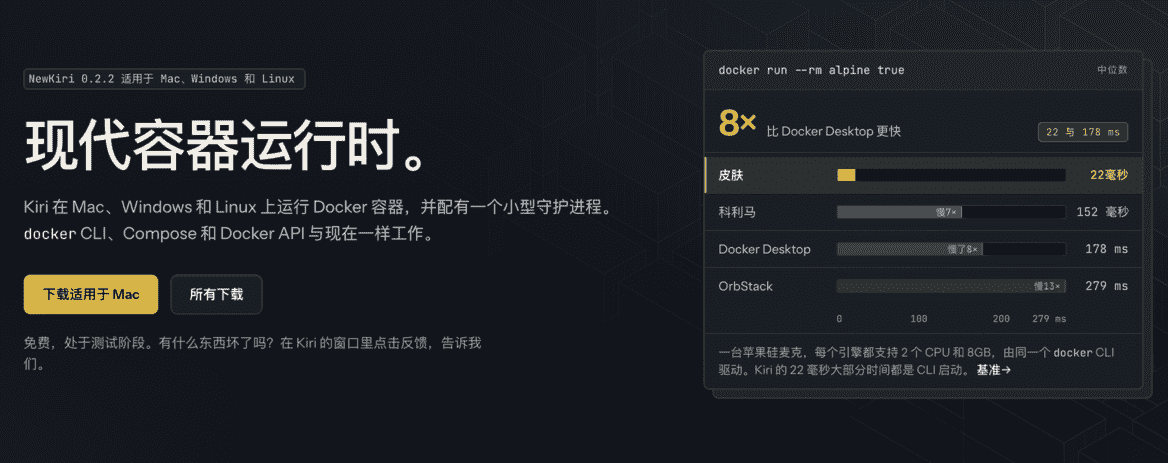 NewKiri 0.2.2 适用于 Mac、Windows 和 Linux
现代容器运行时。
Kiri 在 Mac、Windows 和 Linux 上运行 Docker 容器，并配有一个小型守护进程。
docker CLI、Compose 和 Docker API 与现在一样工作。
下载适用于 Mac
所有下载
免费，处于测试阶段。有什么东西坏了吗？在 Kiri 的窗口里点击反馈，告诉我
们。
docker run --rm alpine true
中位数
8× 比 Docker Desktop 更快
22 与 178 ms
皮肤
22毫秒
科利马
慢7×
152 毫秒
Docker Desktop
慢了8×
178 ms
OrbStack
慢13×
279 ms
0 100 200 279 ms
一台苹果硅麦克，每个引擎都支持 2 个 CPU 和 8GB，由同一个 docker CLI
驱动。Kiri 的 22 毫秒大部分时间都是 CLI 启动。 基准→